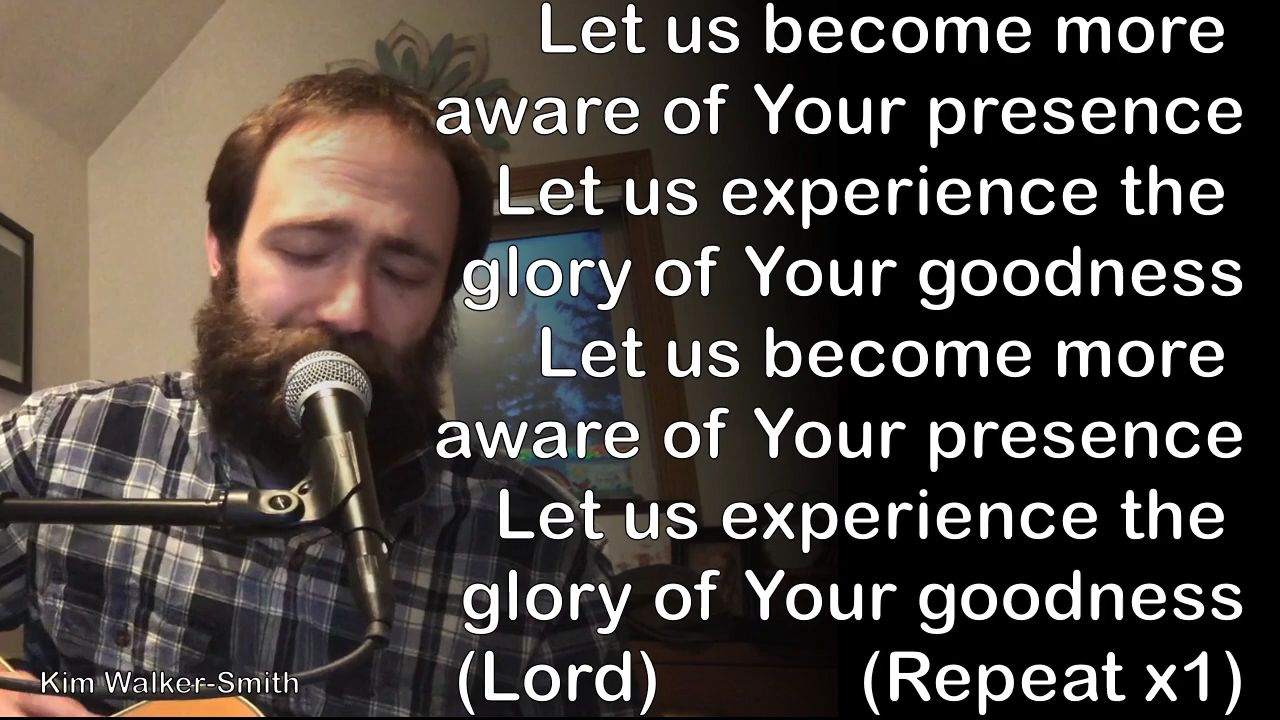 Let us become more
aware of Your presence
Let us experience the
glory of Your goodness
Let us become more
aware of Your presence
Let us experience the
glory of Your goodness
(Lord) (Repeat x1)
Kim Walker-Smith